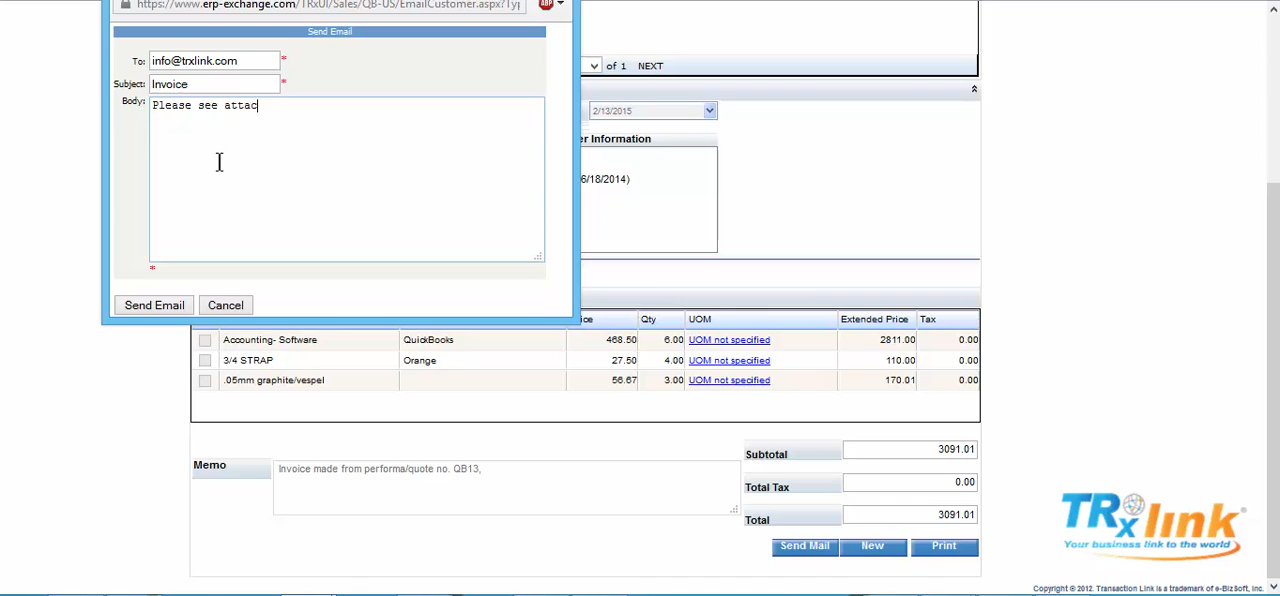 https://www.erp-exchange.com/TRxUI/Sales/QB-US/EmailCustomer.aspx?Typ
ABP
Send Email
To: info@trxlink.com *
Subject: Invoice *
Body: Please see attac
*
Send Email Cancel
of 1 NEXT
2/13/2015
er Information
6/18/2014)
ice Qty UOM Extended Price Tax
Accounting- Software QuickBooks 468.50 6.00 UOM not specified 2811.00 0.00
3/4 STRAP Orange 27.50 4.00 UOM not specified 110.00 0.00
.05mm graphite/vespel 56.67 3.00 UOM not specified 170.01 0.00
Memo Invoice made from performa/quote no. QB13,
Subtotal 3091.01
Total Tax 0.00
Total 3091.01
Send Mail New Print
TRxlink
Your business link to the world
Copyright © 2012. Transaction Link is a trademark of e-BizSoft, Inc.